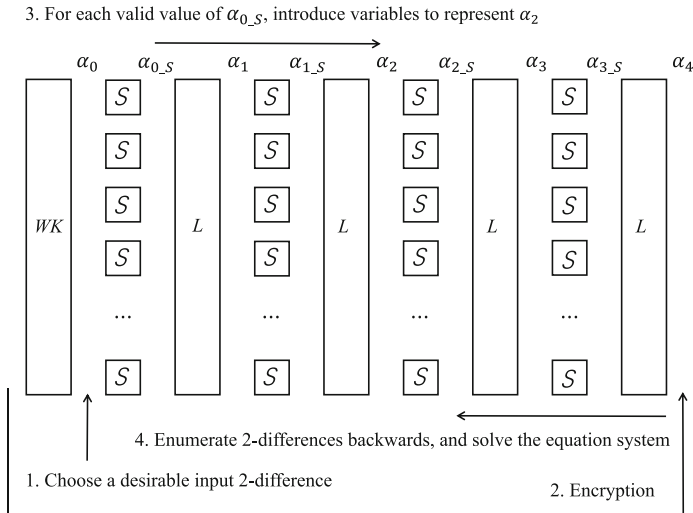 3. For each valid value of α₀_S, introduce variables to represent α₂
α₀ α₀_S α₁ α₁_S α₂ α₂_S α₃ α₃_S α₄
S S S S
S S S S
S S S S
WK L L L L
S S S S
... ... ... ...
S S S S
4. Enumerate 2-differences backwards, and solve the equation system
1. Choose a desirable input 2-difference
2. Encryption